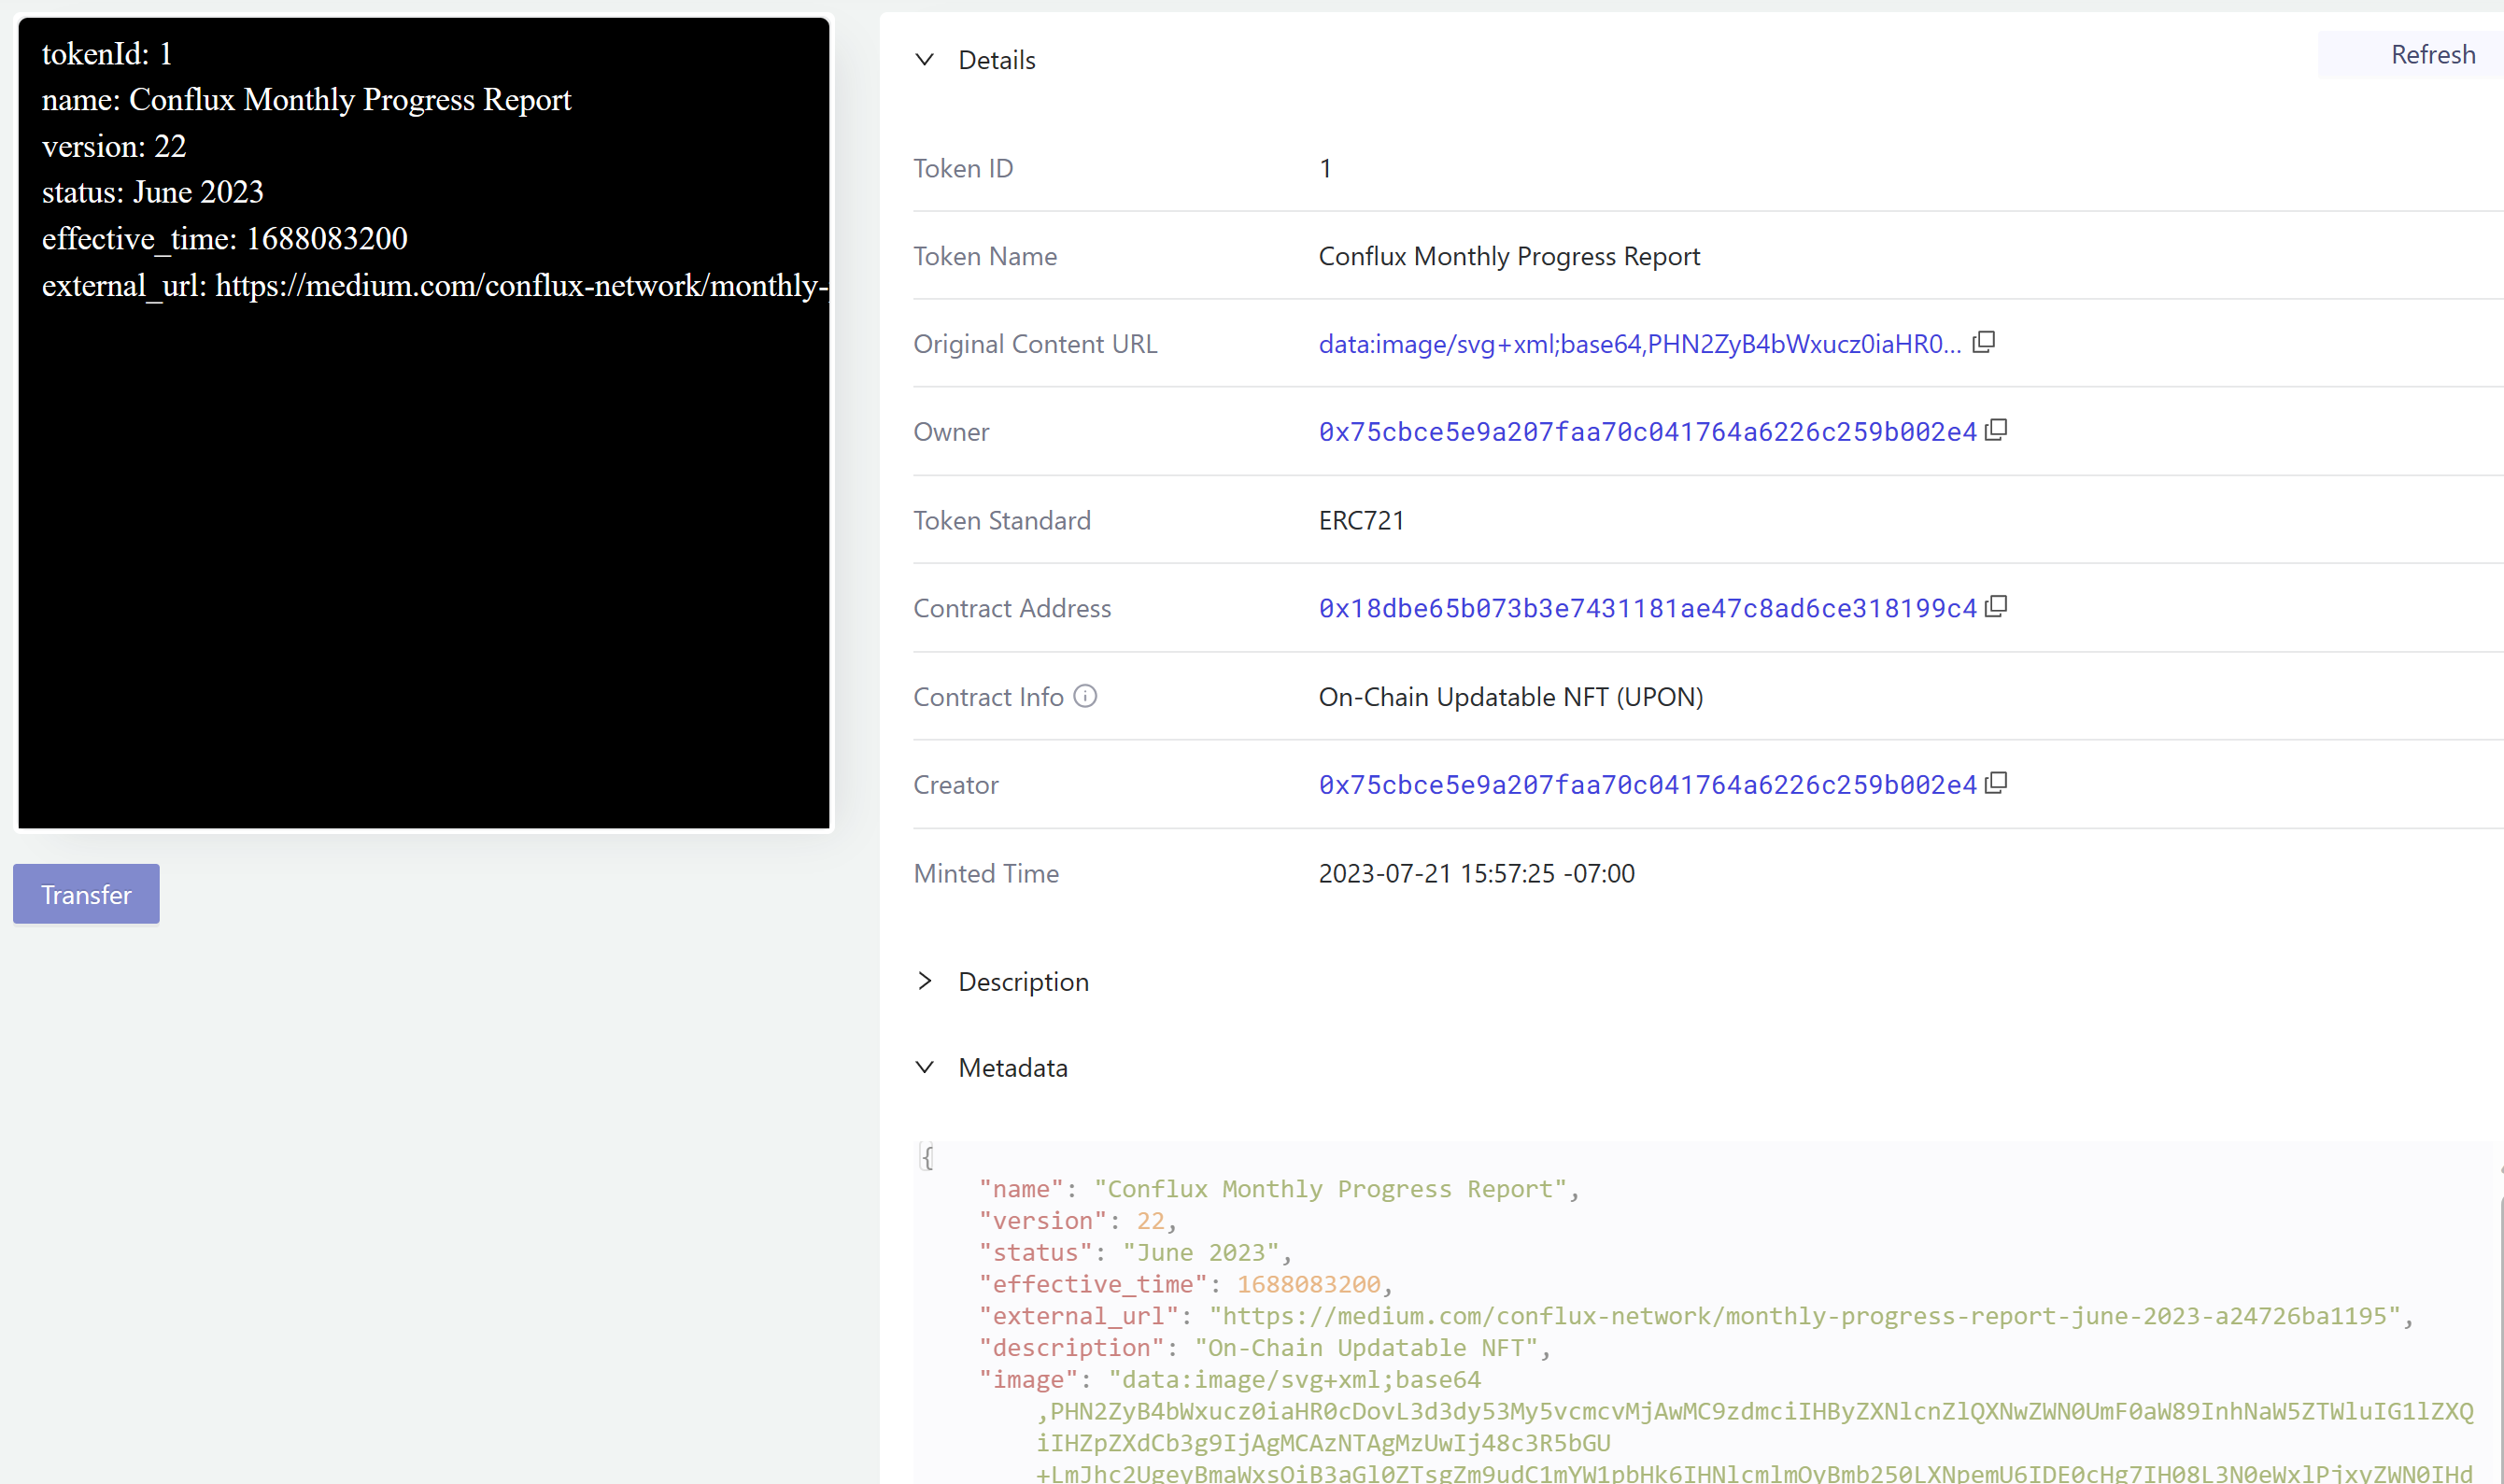 tokenId: 1
name: Conflux Monthly Progress Report
version: 22
status: June 2023
effective_time: 1688083200
external_url: https://medium.com/conflux-network/monthly-
Transfer
Details
Refresh
Token ID 1
Token Name Conflux Monthly Progress Report
Original Content URL data:image/svg+xml;base64,PHN2ZyB4bWxucz0iaHR0...
Owner 0x75cbce5e9a207faa70c041764a6226c259b002e4
Token Standard ERC721
Contract Address 0x18dbe65b073b3e7431181ae47c8ad6ce318199c4
Contract Info On-Chain Updatable NFT (UPON)
Creator 0x75cbce5e9a207faa70c041764a6226c259b002e4
Minted Time 2023-07-21 15:57:25 -07:00
Description
Metadata
{
"name": "Conflux Monthly Progress Report",
"version": 22,
"status": "June 2023",
"effective_time": 1688083200,
"external_url": "https://medium.com/conflux-network/monthly-progress-report-june-2023-a24726ba1195",
"description": "On-Chain Updatable NFT",
"image": "data:image/svg+xml;base64
,PHN2ZyB4bWxucz0iaHR0cDovL3d3dy53My5vcmcvMjAwMC9zdmciIHByZXNlcnZlQXNwZWN0UmF0aW89InhNaW5ZTWluIG1lZXQ
iIHZpZXdCb3g9IjAgMCAzNTAgMzUwIj48c3R5bGU
+LmJhc2UgeyBmaWxsOiB3aGl0ZTsgZm9udC1mYW1pbHk6IHNlcmlmOyBmb250LXNpemU6IDE0cHg7IH08L3N0eWxlPjxyZWN0IHd